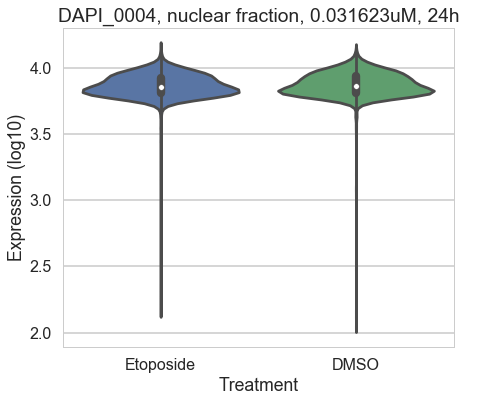 DAPI_0004, nuclear fraction, 0.031623uM, 24h
Expression (log10)
4.0
3.5
3.0
2.5
2.0
Etoposide
DMSO
Treatment